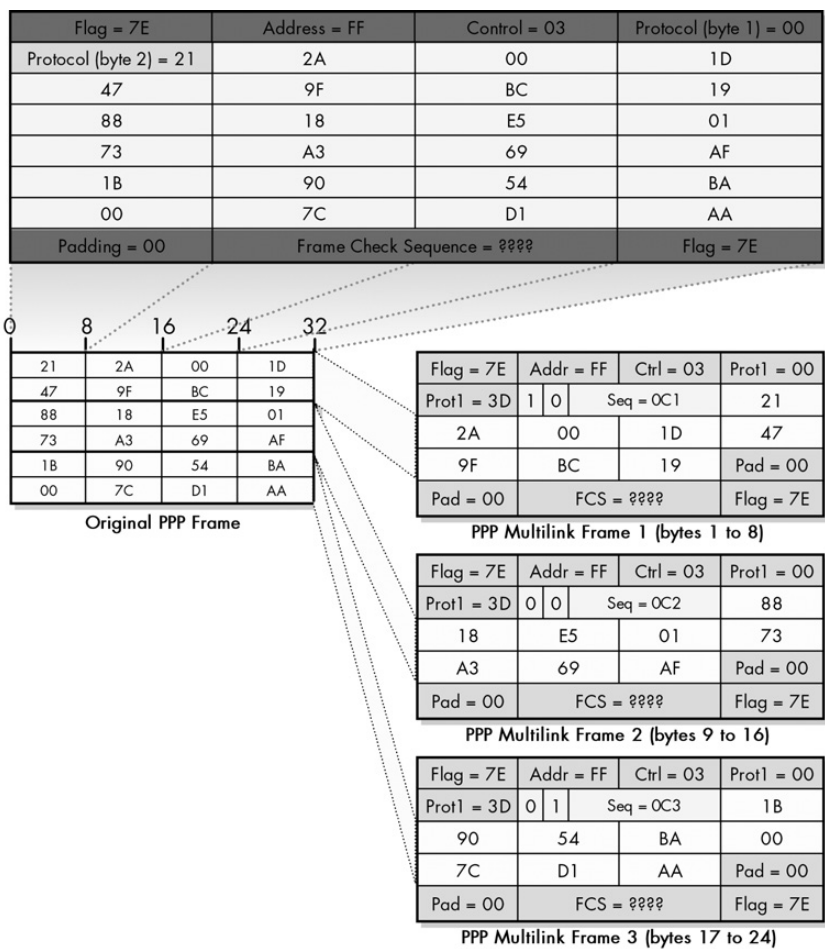 Flag = 7E Address = FF Control = 03 Protocol (byte 1) = 00
Protocol (byte 2) = 21 2A 00 1D
47 9F BC 19
88 18 E5 01
73 A3 69 AF
1B 90 54 BA
00 7C D1 AA
Padding = 00 Frame Check Sequence = ???? Flag = 7E
0 8 16 24 32
21 2A 00 1D
47 9F BC 19
88 18 E5 01
73 A3 69 AF
1B 90 54 BA
00 7C D1 AA
Original PPP Frame
Flag = 7E Addr = FF Ctrl = 03 Prot1 = 00
Prot1 = 3D 1 0 Seq = 0C1 21
2A 00 1D 47
9F BC 19 Pad = 00
Pad = 00 FCS = ???? Flag = 7E
PPP Multilink Frame 1 (bytes 1 to 8)
Flag = 7E Addr = FF Ctrl = 03 Prot1 = 00
Prot1 = 3D 0 0 Seq = 0C2 88
18 E5 01 73
A3 69 AF Pad = 00
Pad = 00 FCS = ???? Flag = 7E
PPP Multilink Frame 2 (bytes 9 to 16)
Flag = 7E Addr = FF Ctrl = 03 Prot1 = 00
Prot1 = 3D 0 1 Seq = 0C3 1B
90 54 BA 00
7C D1 AA Pad = 00
Pad = 00 FCS = ???? Flag = 7E
PPP Multilink Frame 3 (bytes 17 to 24)